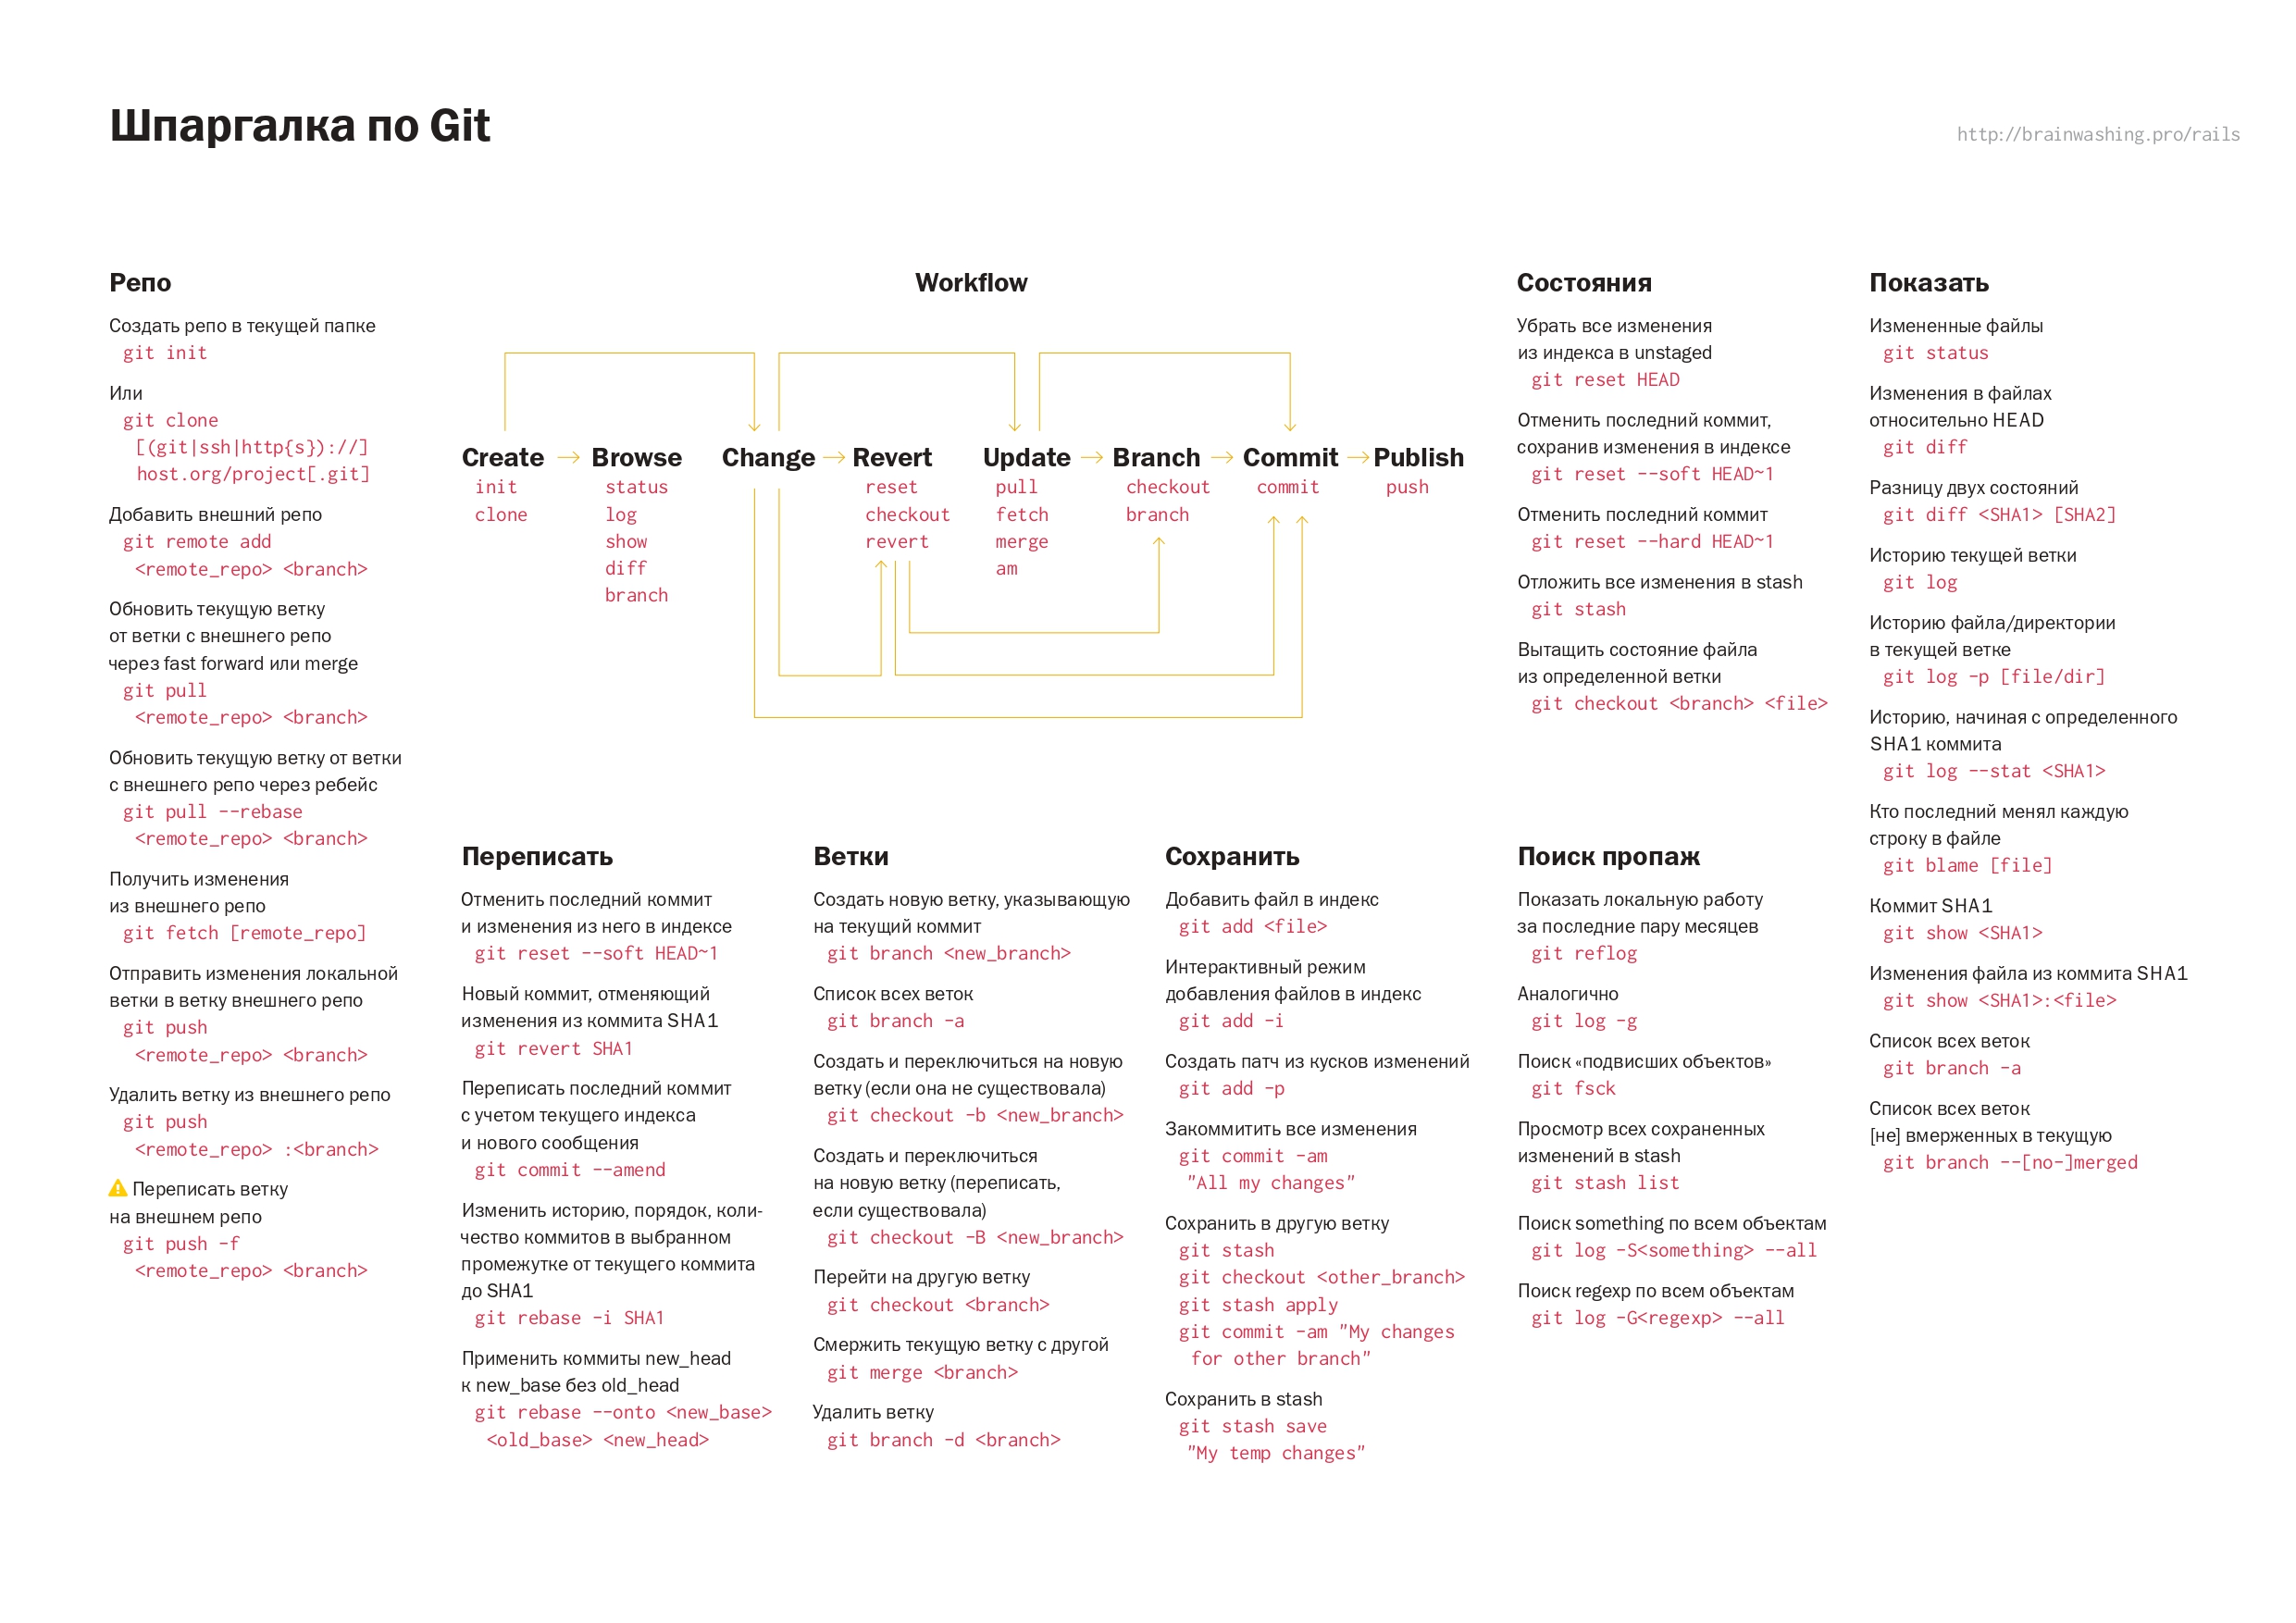 Шпаргалка по Git
http://brainwashing.pro/rails
Репо
Создать репо в текущей папке
git init
Или
git clone
[(git|ssh|http{s})://]
host.org/project[.git]
Добавить внешний репо
git remote add
<remote_repo> <branch>
Обновить текущую ветку
от ветки с внешнего репо
через fast forward или merge
git pull
<remote_repo> <branch>
Обновить текущую ветку от ветки
с внешнего репо через ребейс
git pull --rebase
<remote_repo> <branch>
Получить изменения
из внешнего репо
git fetch [remote_repo]
Отправить изменения локальной
ветки в ветку внешнего репо
git push
<remote_repo> <branch>
Удалить ветку из внешнего репо
git push
<remote_repo> :<branch>
Переписать ветку
на внешнем репо
git push -f
<remote_repo> <branch>
Workflow
Create → Browse
Change → Revert
Update → Branch → Commit → Publish
init
clone
status
log
show
diff
branch
reset
checkout
revert
pull
fetch
merge
am
checkout
branch
commit
push
Состояния
Убрать все изменения
из индекса в unstaged
git reset HEAD
Отменить последний коммит,
сохранив изменения в индексе
git reset --soft HEAD~1
Отменить последний коммит
git reset --hard HEAD~1
Отложить все изменения в stash
git stash
Вытащить состояние файла
из определенной ветки
git checkout <branch> <file>
Показать
Измененные файлы
git status
Изменения в файлах
относительно HEAD
git diff
Разницу двух состояний
git diff <SHA1> [SHA2]
Историю текущей ветки
git log
Историю файла/директории
в текущей ветке
git log -p [file/dir]
Историю, начиная с определенного
SHA1 коммита
git log --stat <SHA1>
Кто последний менял каждую
строку в файле
git blame [file]
Коммит SHA1
git show <SHA1>
Изменения файла из коммита SHA1
git show <SHA1>:<file>
Список всех веток
git branch -a
Список всех веток
[не] вмерженных в текущую
git branch --[no-]merged
Переписать
Отменить последний коммит
и изменения из него в индексе
git reset --soft HEAD~1
Новый коммит, отменяющий
изменения из коммита SHA1
git revert SHA1
Переписать последний коммит
с учетом текущего индекса
и нового сообщения
git commit --amend
Изменить историю, порядок, коли-
чество коммитов в выбранном
промежутке от текущего коммита
до SHA1
git rebase -i SHA1
Применить коммиты new_head
к new_base без old_head
git rebase --onto <new_base>
<old_base> <new_head>
Ветки
Создать новую ветку, указывающую
на текущий коммит
git branch <new_branch>
Список всех веток
git branch -a
Создать и переключиться на новую
ветку (если она не существовала)
git checkout -b <new_branch>
Создать и переключиться
на новую ветку (переписать,
если существовала)
git checkout -B <new_branch>
Перейти на другую ветку
git checkout <branch>
Смержить текущую ветку с другой
git merge <branch>
Удалить ветку
git branch -d <branch>
Сохранить
Добавить файл в индекс
git add <file>
Интерактивный режим
добавления файлов в индекс
git add -i
Создать патч из кусков изменений
git add -p
Закоммитить все изменения
git commit -am
"All my changes"
Сохранить в другую ветку
git stash
git checkout <other_branch>
git stash apply
git commit -am "My changes
for other branch"
Сохранить в stash
git stash save
"My temp changes"
Поиск пропаж
Показать локальную работу
за последние пару месяцев
git reflog
Аналогично
git log -g
Поиск «подвисших объектов»
git fsck
Просмотр всех сохраненных
изменений в stash
git stash list
Поиск something по всем объектам
git log -S<something> --all
Поиск regexp по всем объектам
git log -G<regexp> --all